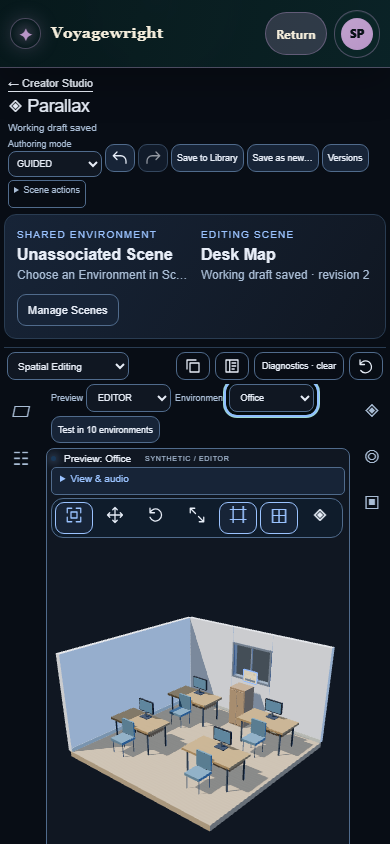 Voyagewright
Return
SP
← Creator Studio
Parallax
Working draft saved
Authoring mode
GUIDED
Save to Library
Save as new...
Versions
Scene actions
SHARED ENVIRONMENT
Unassociated Scene
Choose an Environment in Sc...
EDITING SCENE
Desk Map
Working draft saved · revision 2
Manage Scenes
Spatial Editing
Diagnostics · clear
Preview
EDITOR
Environmen
Office
Test in 10 environments
Preview: Office
SYNTHETIC / EDITOR
View & audio